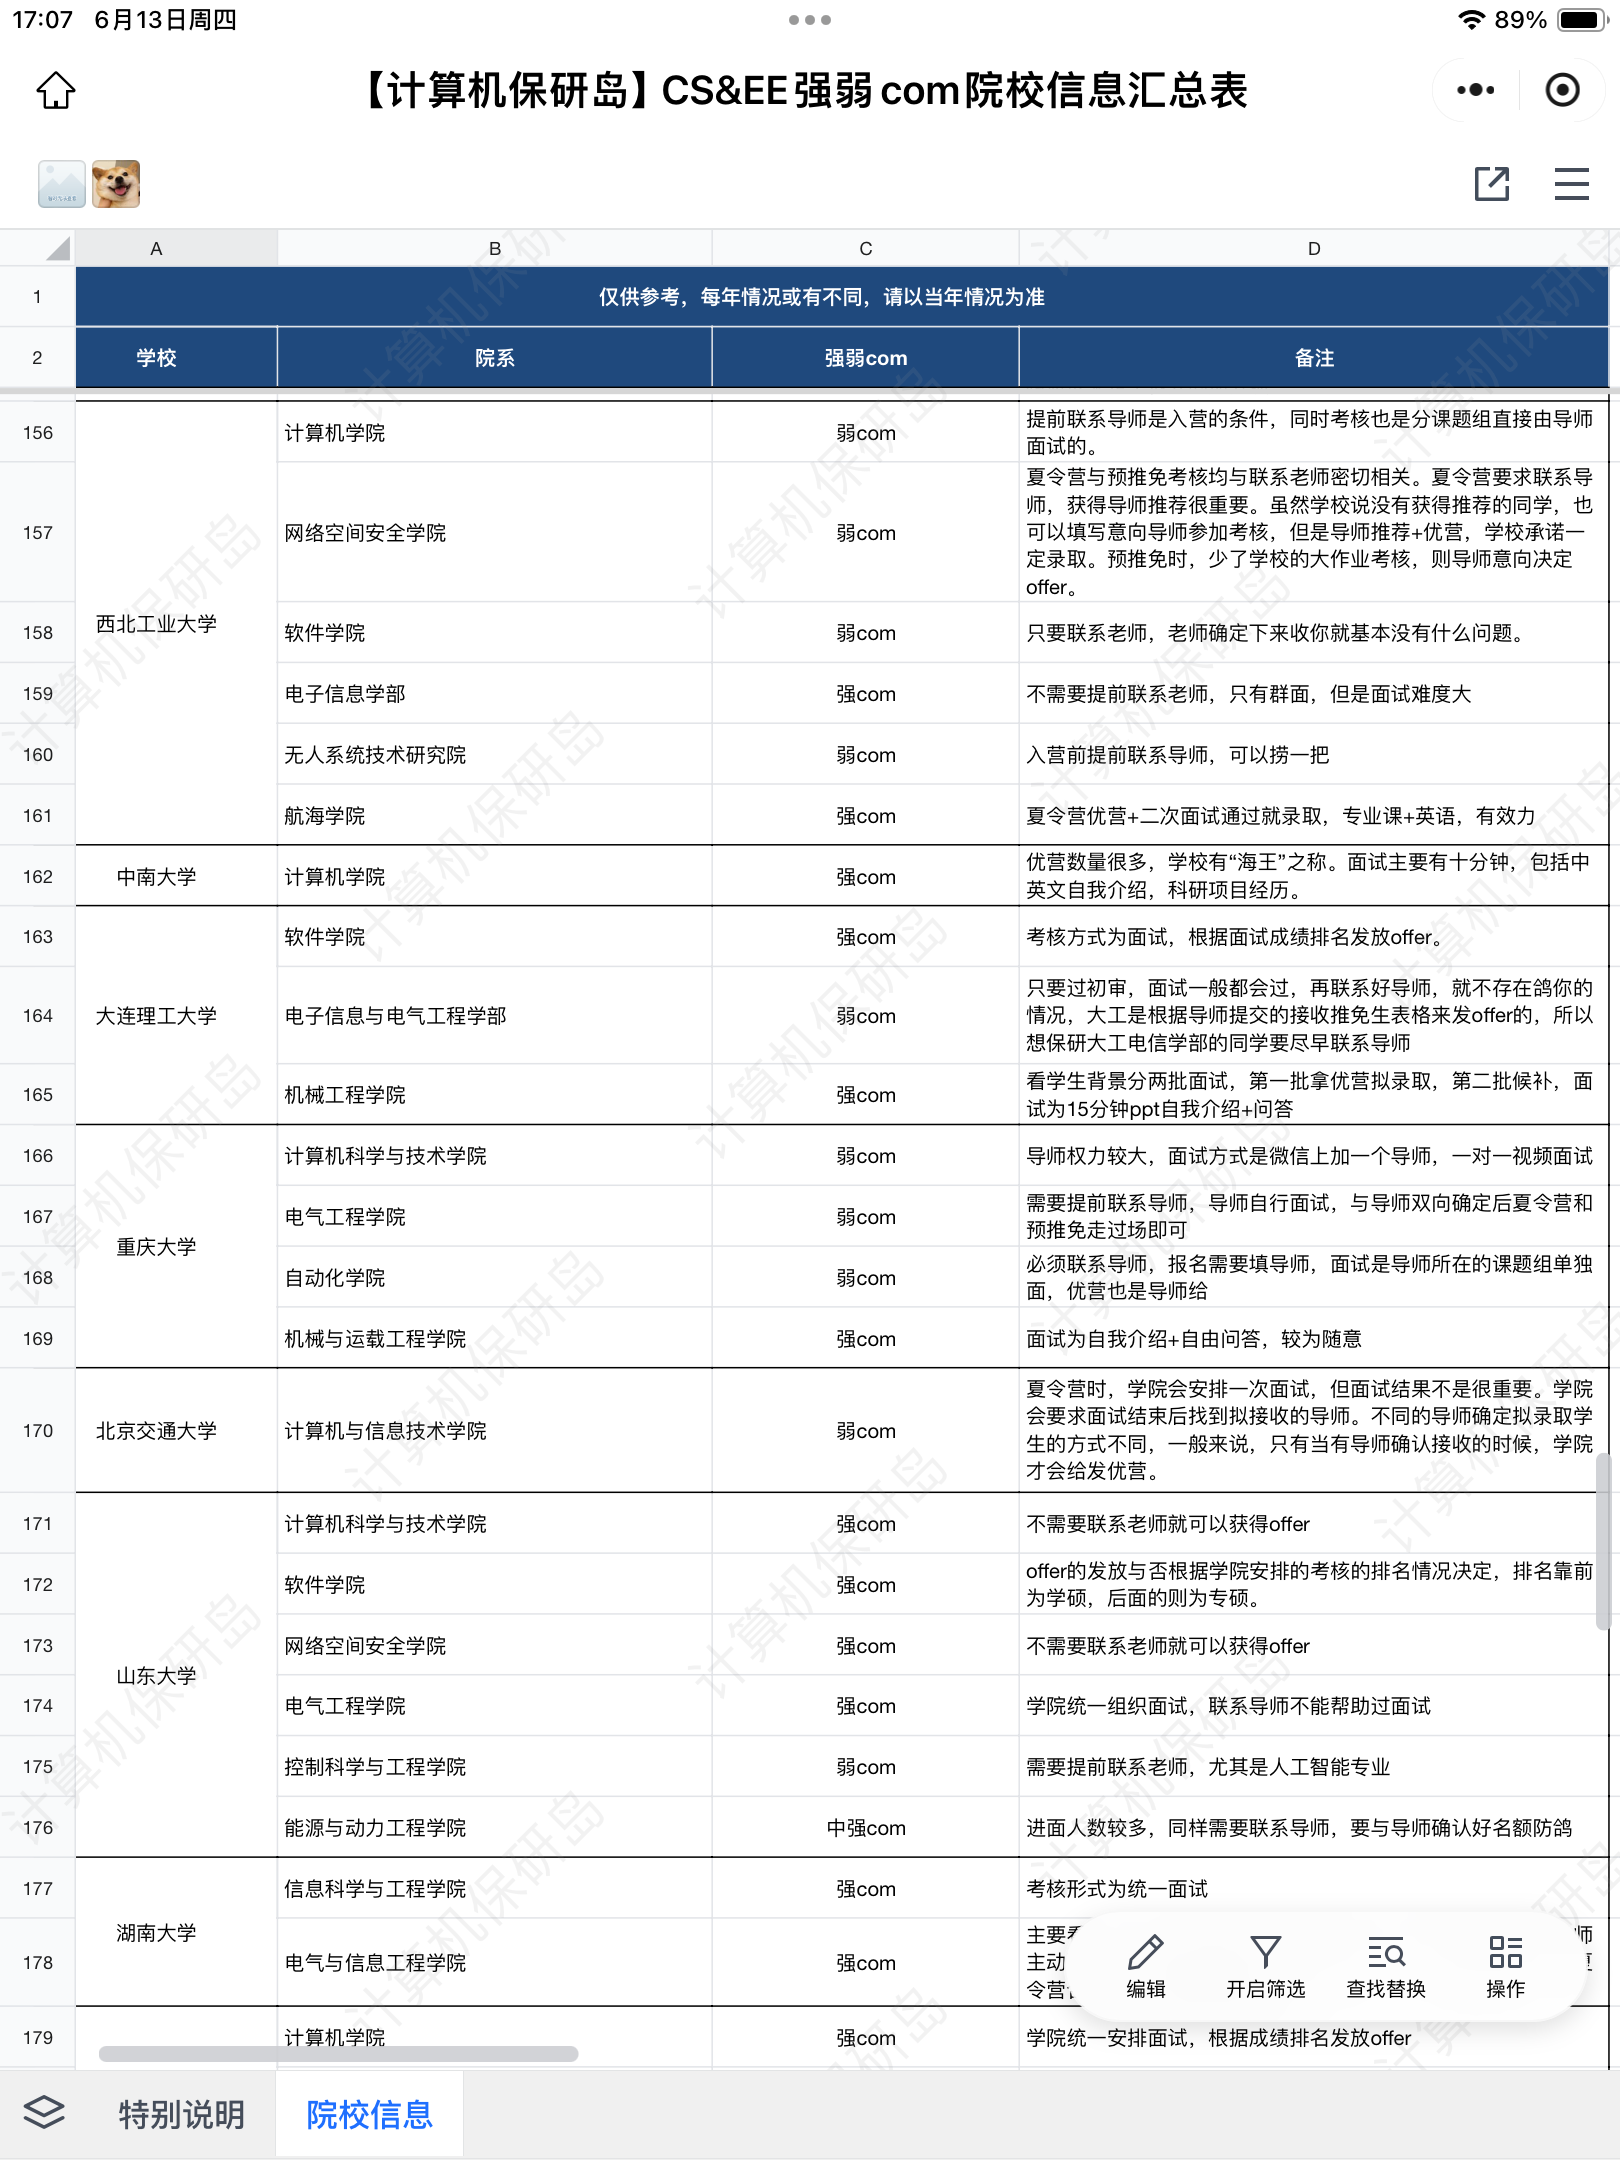 17:07 6月13日周四
89%
【计算机保研岛】CS&EE强弱com院校信息汇总表
A B C D
1 仅供参考，每年情况或有不同，请以当年情况为准
2 学校 院系 强弱com 备注
156 计算机学院 弱com 提前联系导师是入营的条件，同时考核也是分课题组直接由导师
面试的。
157 网络空间安全学院 弱com 夏令营与预推免考核均与联系老师密切相关。夏令营要求联系导
师，获得导师推荐很重要。虽然学校说没有获得推荐的同学，也
可以填写意向导师参加考核，但是导师推荐+优营，学校承诺一
定录取。预推免时，少了学校的大作业考核，则导师意向决定
offer。
西北工业大学
158 软件学院 弱com 只要联系老师，老师确定下来收你就基本没有什么问题。
159 电子信息学部 强com 不需要提前联系老师，只有群面，但是面试难度大
160 无人系统技术研究院 弱com 入营前提前联系导师，可以捞一把
161 航海学院 强com 夏令营优营+二次面试通过就录取，专业课+英语，有效力
162 中南大学 计算机学院 强com 优营数量很多，学校有“海王”之称。面试主要有十分钟，包括中
英文自我介绍，科研项目经历。
163 软件学院 强com 考核方式为面试，根据面试成绩排名发放offer。
164 大连理工大学 电子信息与电气工程学部 弱com 只要过初审，面试一般都会过，再联系好导师，就不存在鸽你的
情况，大工是根据导师提交的接收推免生表格来发offer的，所以
想保研大工电信学部的同学要尽早联系导师
165 机械工程学院 强com 看学生背景分两批面试，第一批拿优营拟录取，第二批候补，面
试为15分钟ppt自我介绍+问答
166 计算机科学与技术学院 弱com 导师权力较大，面试方式是微信上加一个导师，一对一视频面试
167 电气工程学院 弱com 需要提前联系导师，导师自行面试，与导师双向确定后夏令营和
预推免走过场即可
重庆大学
168 自动化学院 弱com 必须联系导师，报名需要填导师，面试是导师所在的课题组单独
面，优营也是导师给
169 机械与运载工程学院 强com 面试为自我介绍+自由问答，较为随意
170 北京交通大学 计算机与信息技术学院 弱com 夏令营时，学院会安排一次面试，但面试结果不是很重要。学院
会要求面试结束后找到拟接收的导师。不同的导师确定拟录取学
生的方式不同，一般来说，只有当有导师确认接收的时候，学院
才会给发优营。
171 计算机科学与技术学院 强com 不需要联系老师就可以获得offer
172 软件学院 强com offer的发放与否根据学院安排的考核的排名情况决定，排名靠前
为学硕，后面的则为专硕。
173 网络空间安全学院 强com 不需要联系老师就可以获得offer
山东大学
174 电气工程学院 强com 学院统一组织面试，联系导师不能帮助过面试
175 控制科学与工程学院 弱com 需要提前联系老师，尤其是人工智能专业
176 能源与动力工程学院 中强com 进面人数较多，同样需要联系导师，要与导师确认好名额防鸽
177 信息科学与工程学院 强com 考核形式为统一面试
湖南大学
178 电气与信息工程学院 强com 主要
主动
令营
编辑 开启筛选 查找替换 操作
179 计算机学院 强com 学院统一安排面试，根据成绩排名发放offer
特别说明 院校信息
计算机保研岛